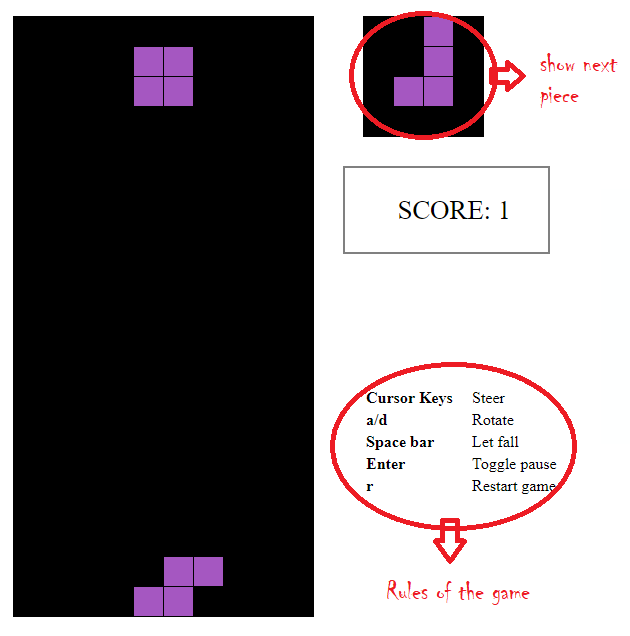 show next
piece
SCORE: 1
Cursor Keys Steer
a/d Rotate
Space bar Let fall
Enter Toggle pause
r Restart game
Rules of the game